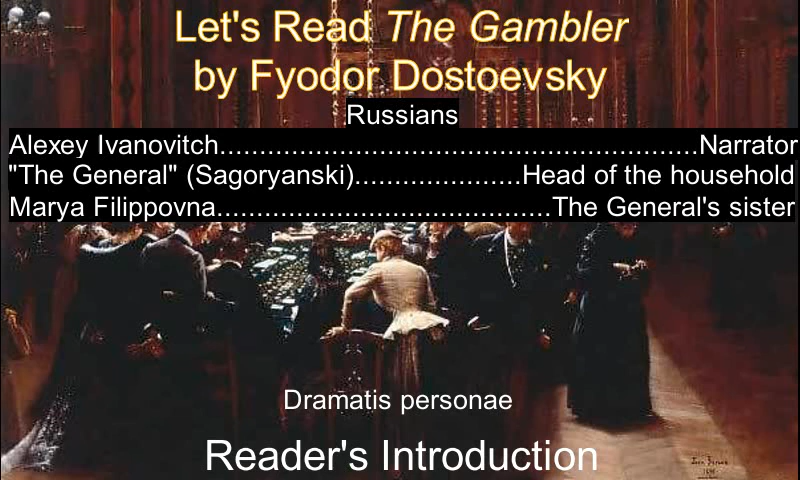 Let's Read The Gambler
by Fyodor Dostoevsky
Russians
Alexey Ivanovitch............................................................Narrator
"The General" (Sagoryanski).....................Head of the household
Marya Filippovna..........................................The General's sister
Dramatis personae
Reader's Introduction